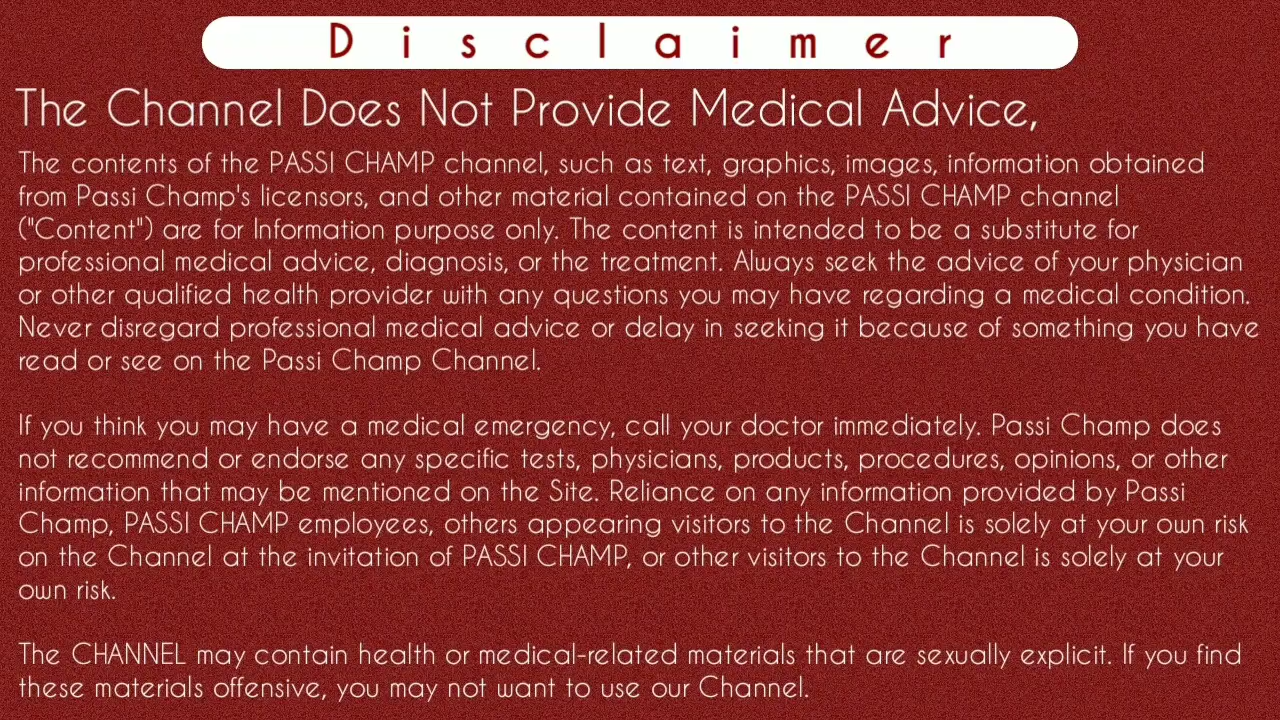 Disclaimer
The Channel Does Not Provide Medical Advice,
The contents of the PASSI CHAMP channel, such as text, graphics, images, information obtained
from Passi Champ's licensors, and other material contained on the PASSI CHAMP channel
("Content") are for Information purpose only. The content is intended to be a substitute for
professional medical advice, diagnosis, or the treatment. Always seek the advice of your physician
or other qualified health provider with any questions you may have regarding a medical condition.
Never disregard professional medical advice or delay in seeking it because of something you have
read or see on the Passi Champ Channel.
If you think you may have a medical emergency, call your doctor immediately. Passi Champ does
not recommend or endorse any specific tests, physicians, products, procedures, opinions, or other
information that may be mentioned on the Site. Reliance on any information provided by Passi
Champ, PASSI CHAMP employees, others appearing visitors to the Channel is solely at your own risk
on the Channel at the invitation of PASSI CHAMP, or other visitors to the Channel is solely at your
own risk.
The CHANNEL may contain health or medical-related materials that are sexually explicit. If you find
these materials offensive, you may not want to use our Channel.